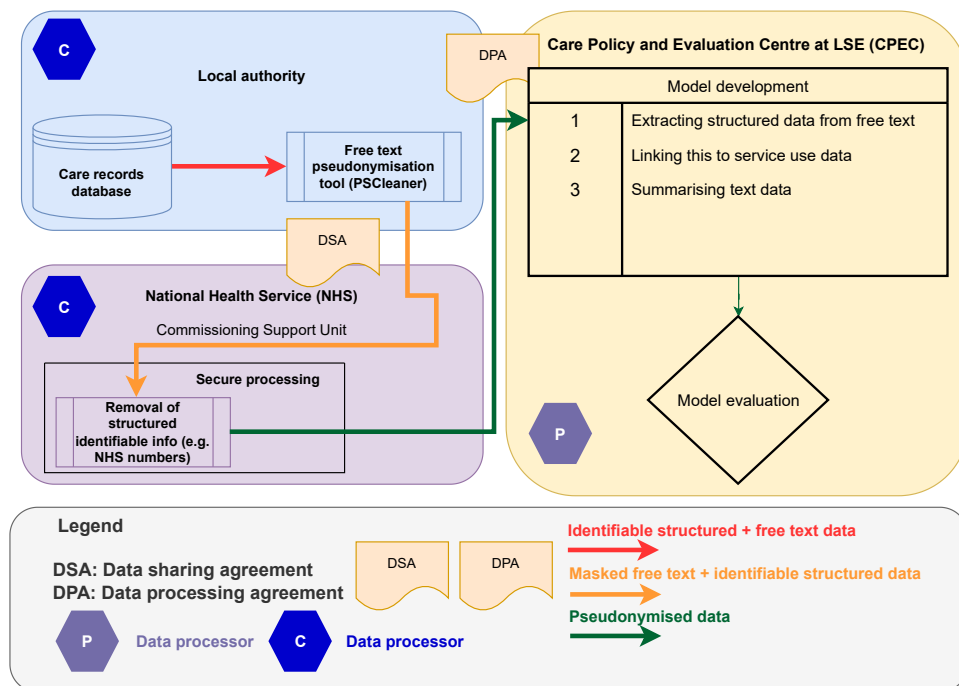 C
Local authority
Care records
database
Free text
pseudonymisation
tool (PSCleaner)
DPA
Care Policy and Evaluation Centre at LSE (CPEC)
Model development
1 Extracting structured data from free text
2 Linking this to service use data
3 Summarising text data
Model evaluation
P
DSA
C
National Health Service (NHS)
Commissioning Support Unit
Secure processing
Removal of
structured
identifiable info (e.g.
NHS numbers)
Legend
DSA: Data sharing agreement
DPA: Data processing agreement
DSA
DPA
Identifiable structured + free text data
Masked free text + identifiable structured data
Pseudonymised data
P Data processor
C Data processor